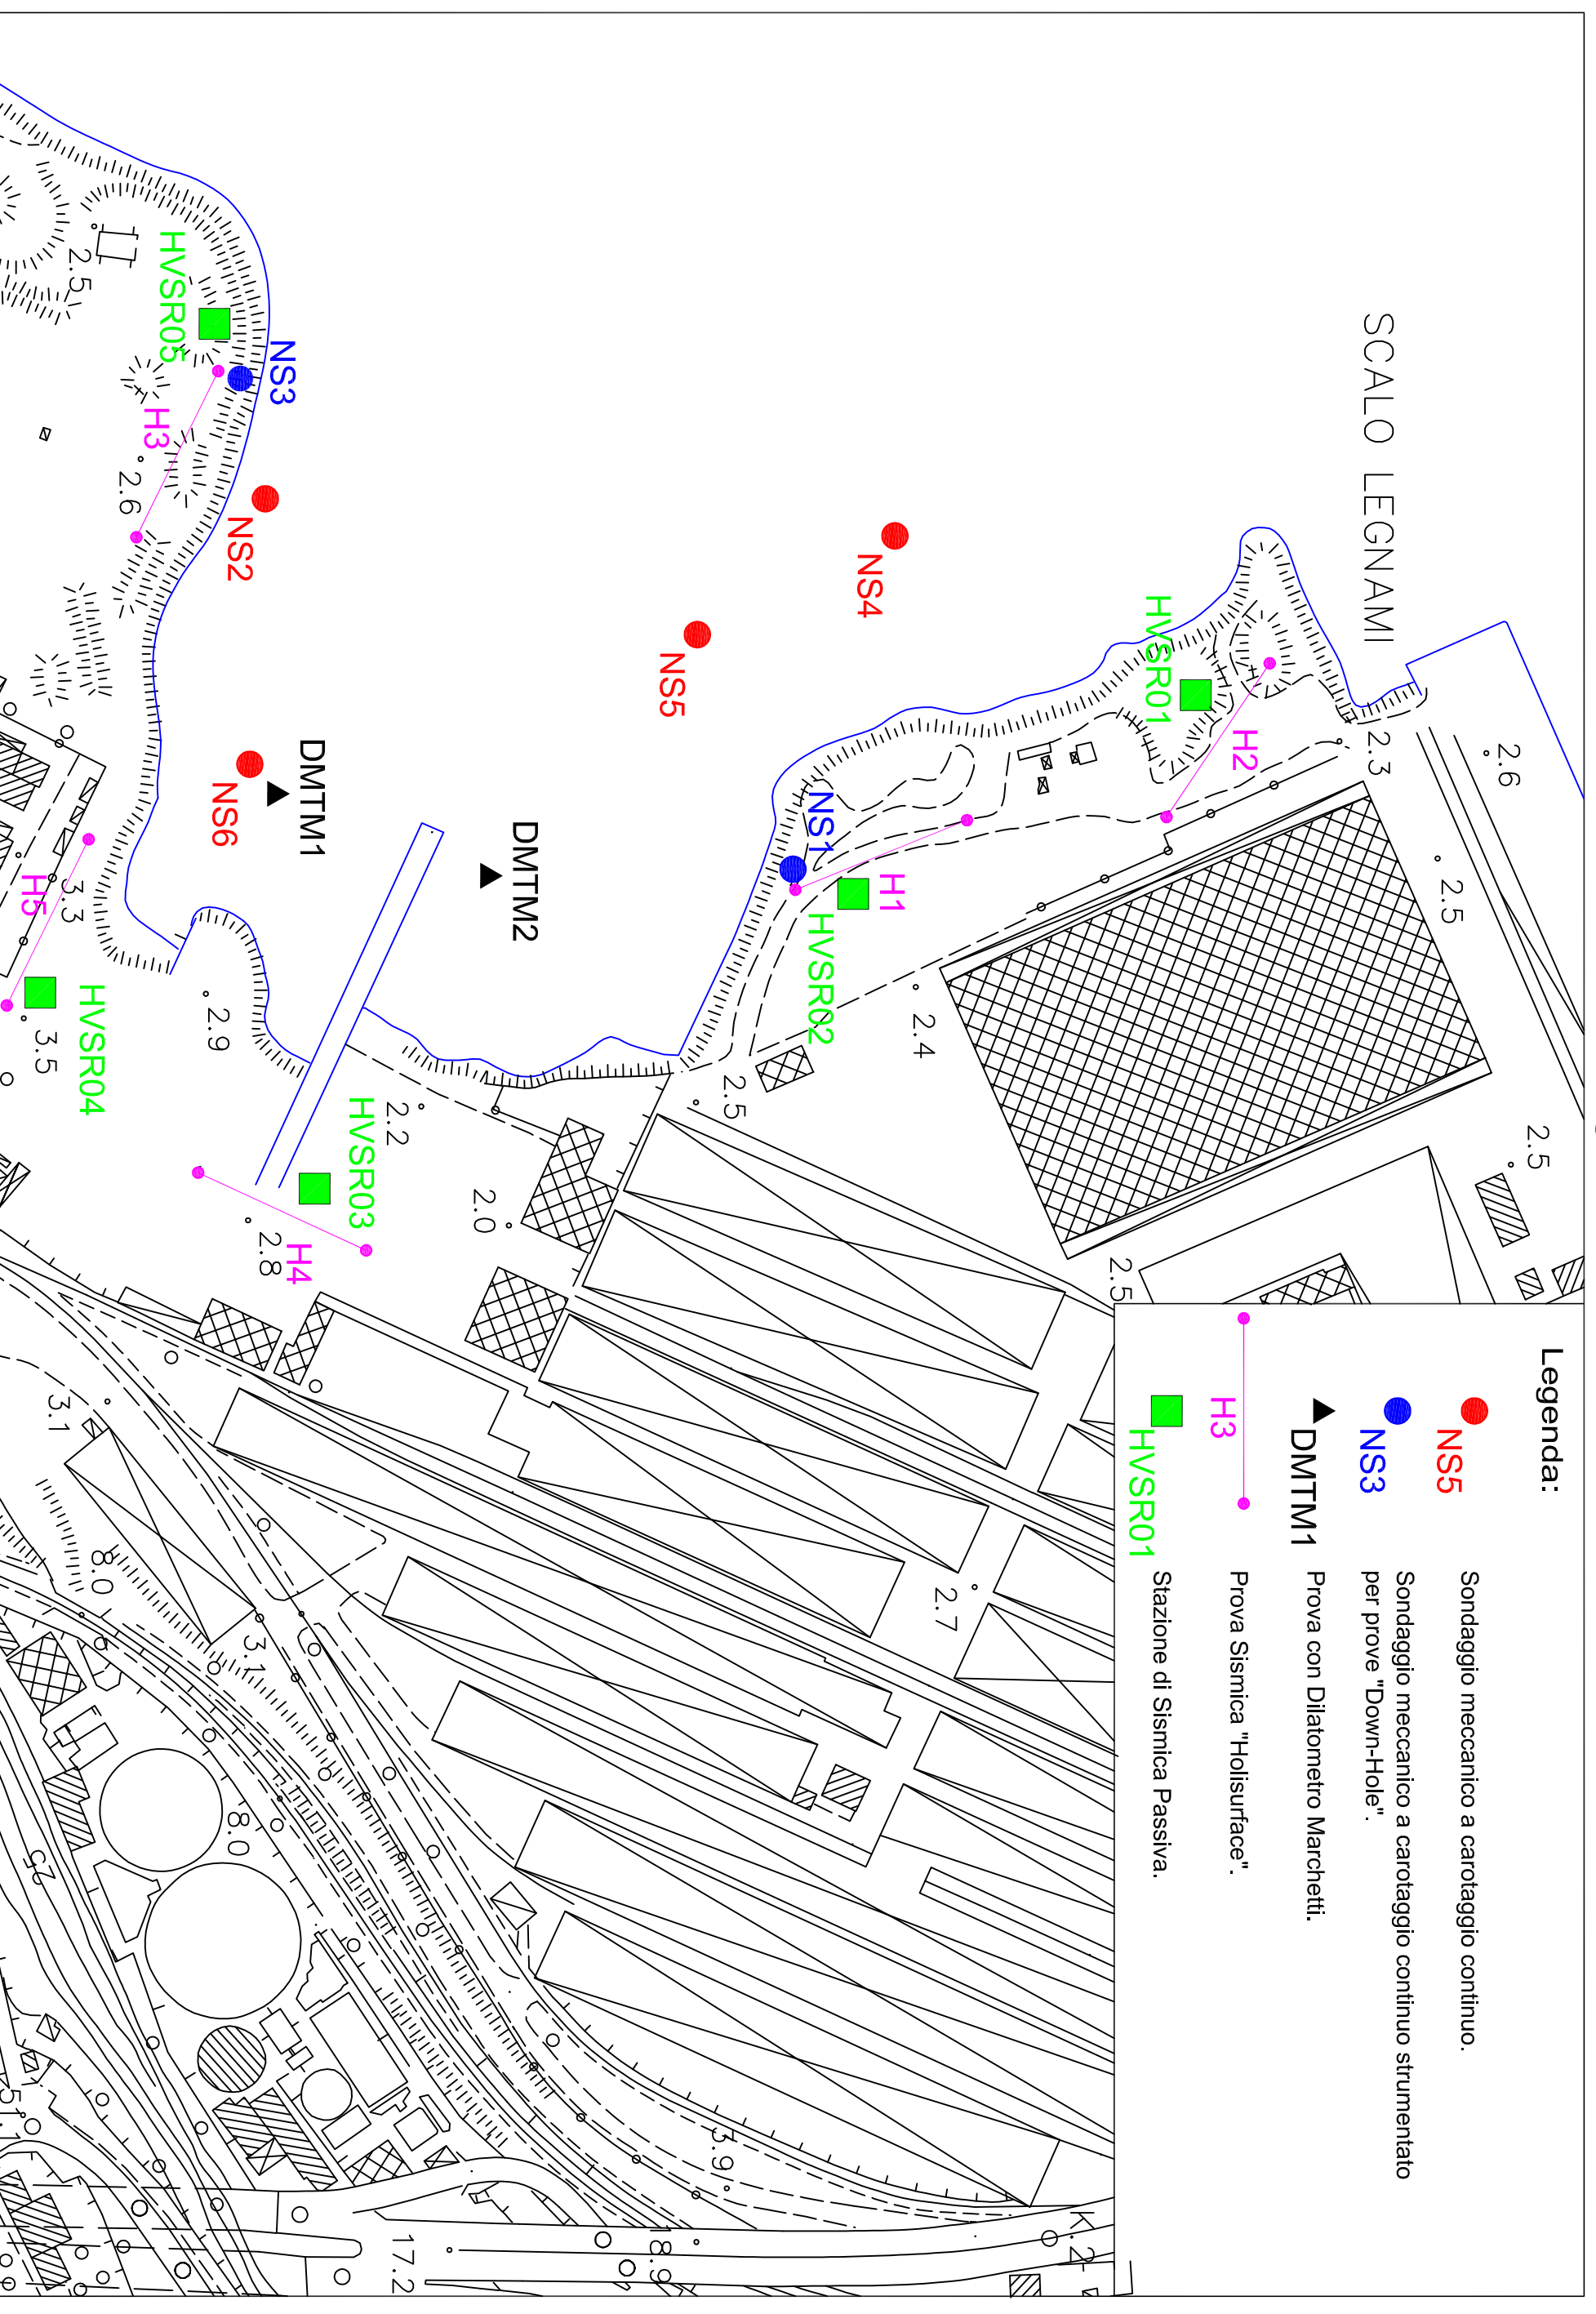 SCALO LEGNAMI
2.6
2.3
2.5
2.5
2.5
2.4
2.5
HVSR01
H2
H1
NS1
HVSR02
NS4
NS5
DMTM2
DMTM1
NS6
NS2
NS3
HVSR05
H3
2.5
2.6
3.3
H5
3.5
HVSR04
2.9
2.2
HVSR03
2.0
2.8
H4
3.1
8.0
3.1
8.0
2.7
3.9
18.9
17.2
Legenda:
NS5 Sondaggio meccanico a carotaggio continuo.
NS3 Sondaggio meccanico a carotaggio continuo strumentato
per prove "Down-Hole".
DMTM1 Prova con Dilatometro Marchetti.
H3 Prova Sismica "Holisurface".
HVSR01 Stazione di Sismica Passiva.